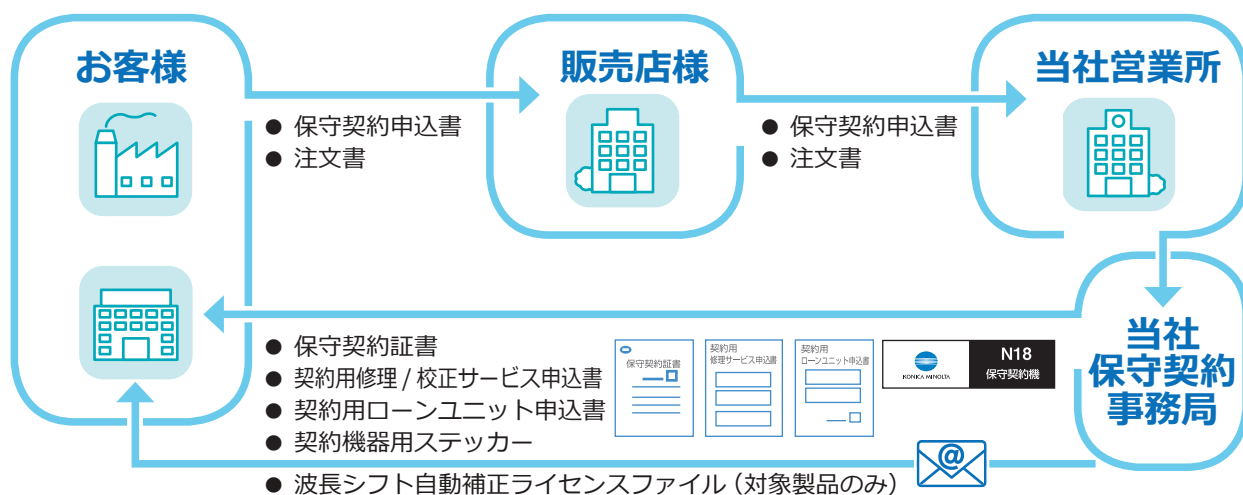 お客様
販売店様
当社営業所
● 保守契約申込書
● 注文書
● 保守契約申込書
● 注文書
当社
保守契約
事務局
● 保守契約証書
● 契約用修理 / 校正サービス申込書
● 契約用ローンユニット申込書
● 契約機器用ステッカー
保守契約証書
契約用
修理サービス申込書
契約用
ローンユニット申込書
KONICA MINOLTA
N18
保守契約機
@
● 波長シフト自動補正ライセンスファイル（対象製品のみ）